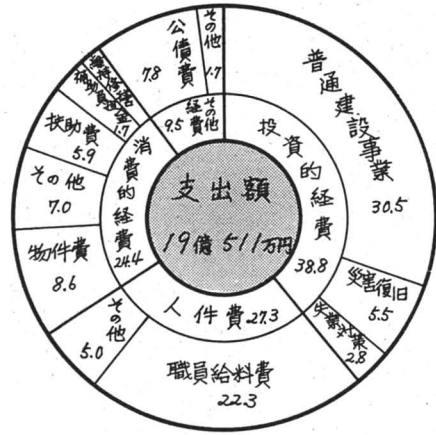 支出額
19億511万円
投資的経費
38.8
普通建設事業
30.5
災害復旧
5.5
失業対策
2.8
人件費27.3
職員給料費
22.3
その他
5.0
消費的経費
24.4
物件費
8.6
その他
7.0
扶助費
5.9
1.7
その他
経費
9.5
公債費
7.8
その他
1.7